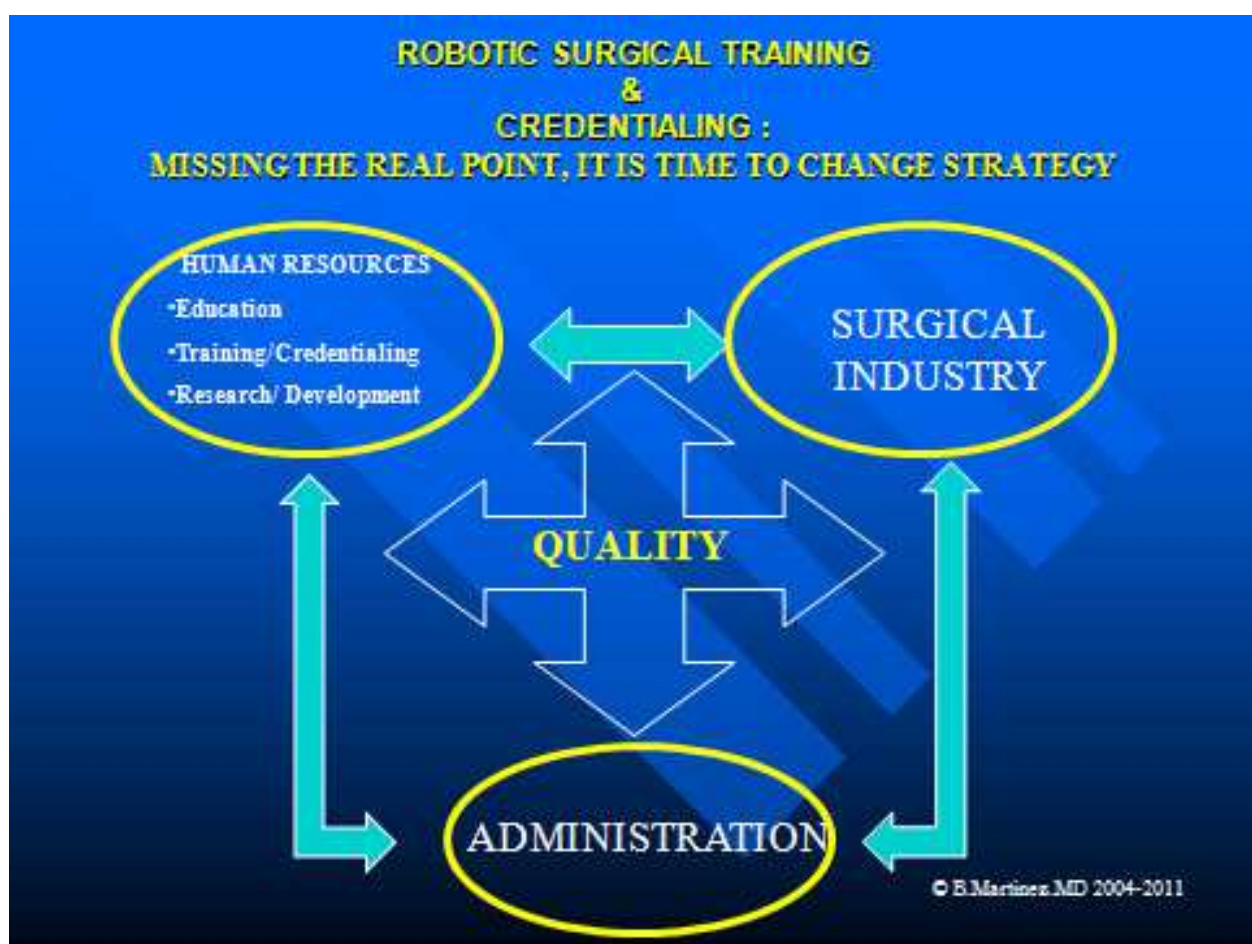 ROBOTIC SURGICAL TRAINING
&
CREDENTIALING :
MISSING THE REAL POINT, IT IS TIME TO CHANGE STRATEGY
HUMAN RESOURCES
•Education
•Training/Credentialing
•Research/ Development
SURGICAL
INDUSTRY
QUALITY
ADMINISTRATION
© B.Martinez.MD 2004-2011